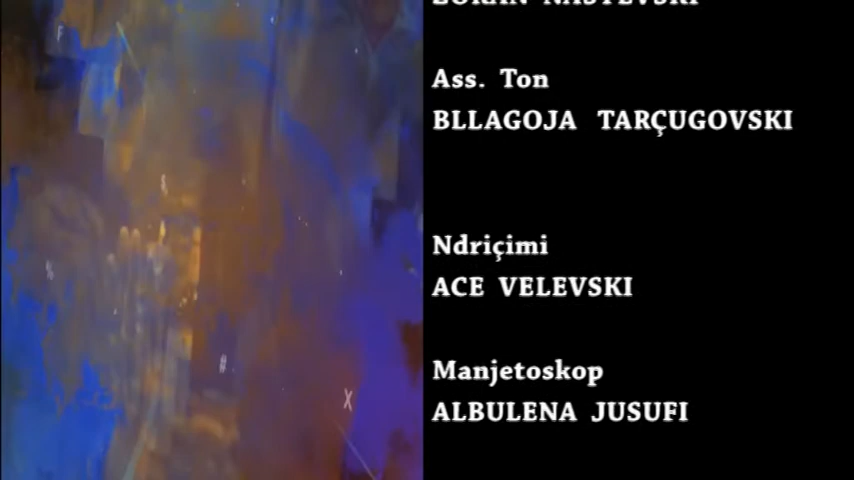 Ass. Ton
BLLAGOJA TARÇUGOVSKI
Ndriçimi
ACE VELEVSKI
Manjetoskop
ALBULENA JUSUFI